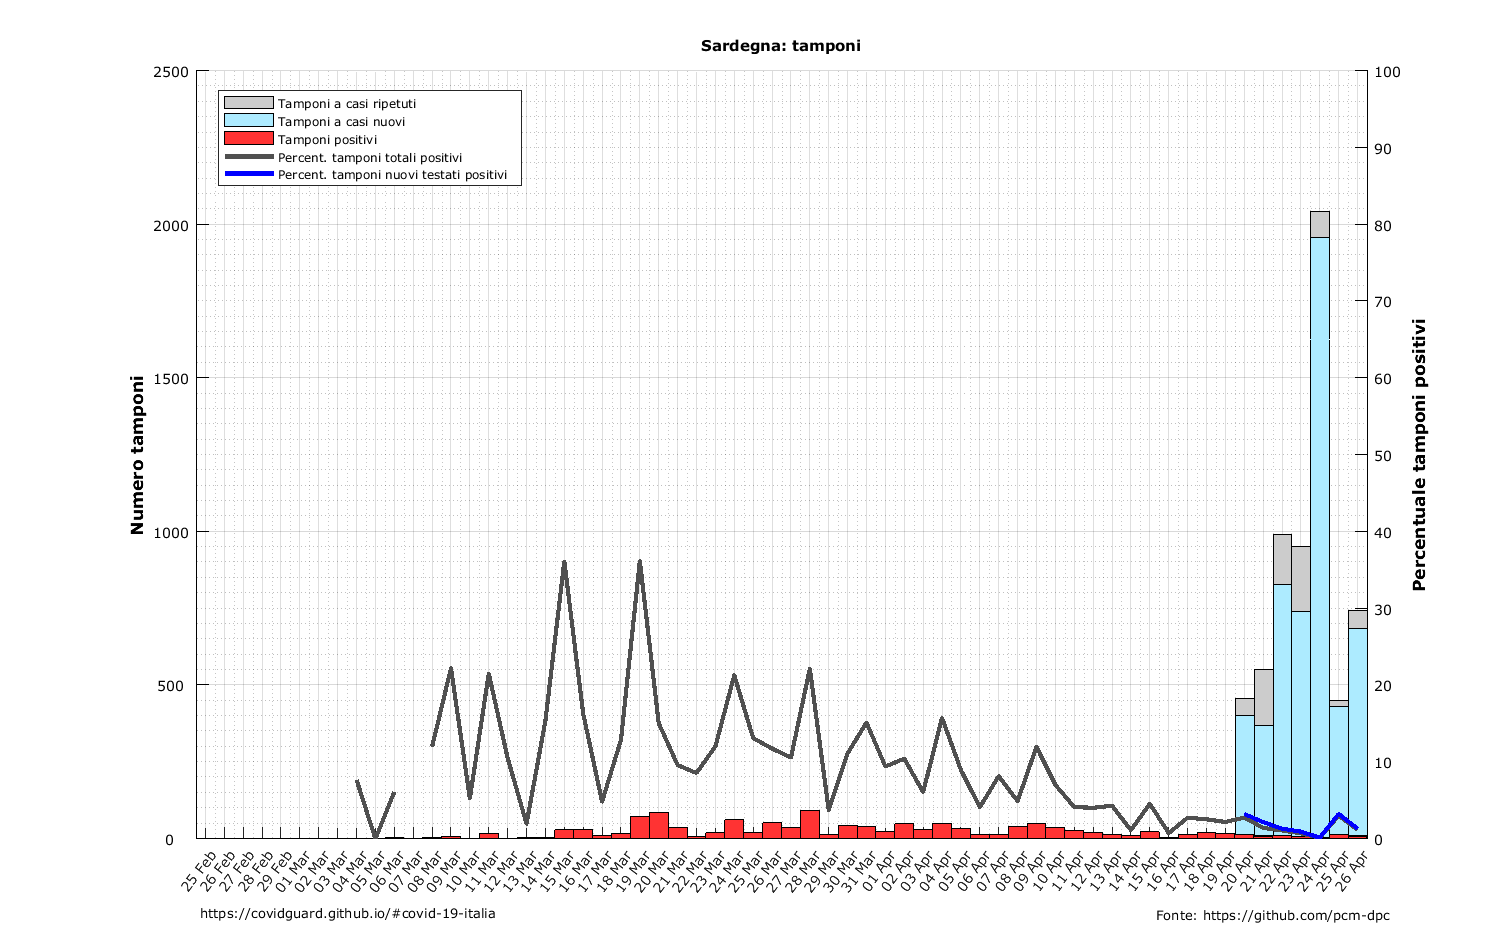 Sardegna: tamponi
2500
2000
1500
1000
500
0
Numero tamponi
Tamponi a casi ripetuti
Tamponi a casi nuovi
Tamponi positivi
Percent. tamponi totali positivi
Percent. tamponi nuovi testati positivi
100
90
80
70
60
50
40
30
20
10
0
Percentuale tamponi positivi
25 Feb
26 Feb
27 Feb
28 Feb
29 Feb
01 Mar
02 Mar
03 Mar
04 Mar
05 Mar
06 Mar
07 Mar
08 Mar
09 Mar
10 Mar
11 Mar
12 Mar
13 Mar
14 Mar
15 Mar
16 Mar
17 Mar
18 Mar
19 Mar
20 Mar
21 Mar
22 Mar
23 Mar
24 Mar
25 Mar
26 Mar
27 Mar
28 Mar
29 Mar
30 Mar
31 Mar
01 Apr
02 Apr
03 Apr
04 Apr
05 Apr
06 Apr
07 Apr
08 Apr
09 Apr
10 Apr
11 Apr
12 Apr
13 Apr
14 Apr
15 Apr
16 Apr
17 Apr
18 Apr
19 Apr
20 Apr
21 Apr
22 Apr
23 Apr
24 Apr
25 Apr
26 Apr
https://covidguard.github.io/#covid-19-italia
Fonte: https://github.com/pcm-dpc